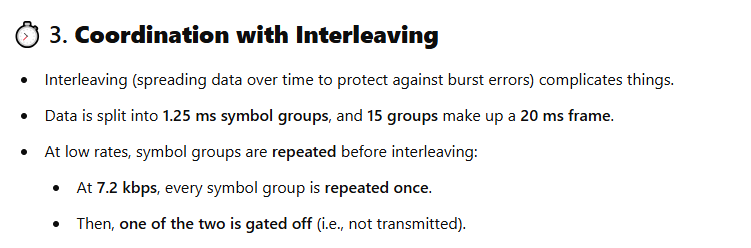 ⏱ 3. Coordination with Interleaving
• Interleaving (spreading data over time to protect against burst errors) complicates things.
• Data is split into 1.25 ms symbol groups, and 15 groups make up a 20 ms frame.
• At low rates, symbol groups are repeated before interleaving:
• At 7.2 kbps, every symbol group is repeated once.
• Then, one of the two is gated off (i.e., not transmitted).